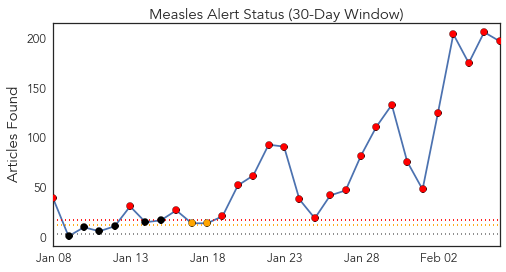 Measles Alert Status (30-Day Window)
Articles Found
200
150
100
50
0
Jan 08 Jan 13 Jan 18 Jan 23 Jan 28 Feb 02